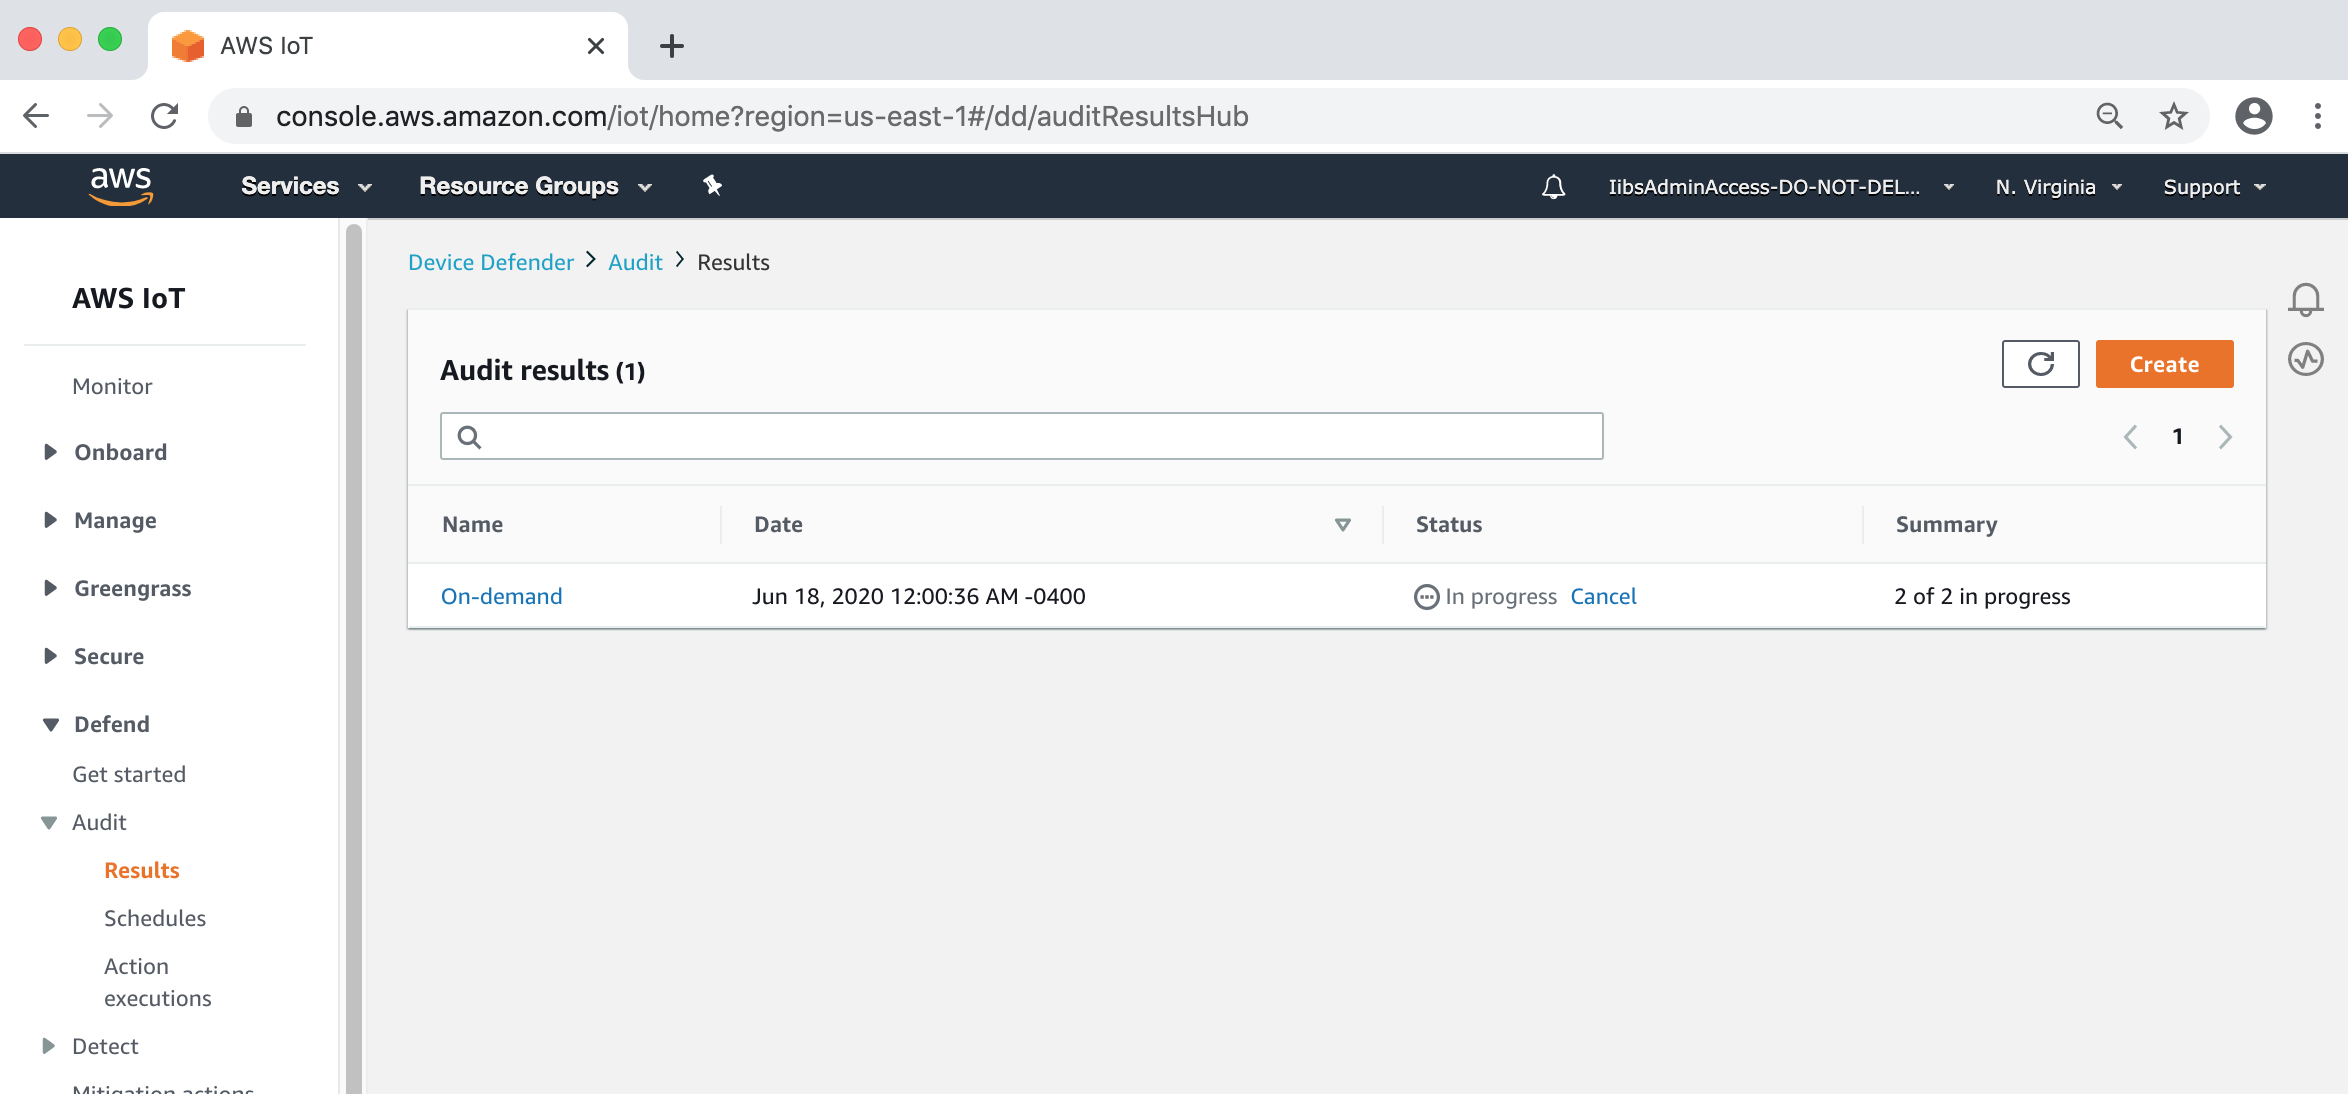 AWS IoT
console.aws.amazon.com/iot/home?region=us-east-1#/dd/auditResultsHub
aws Services Resource Groups IibsAdminAccess-DO-NOT-DEL... N. Virginia Support
Device Defender > Audit > Results
AWS IoT
Monitor
Onboard
Manage
Greengrass
Secure
Defend
Get started
Audit
Results
Schedules
Action
executions
Detect
Mitigation actions
Audit results (1)
Create
1
Name Date Status Summary
On-demand Jun 18, 2020 12:00:36 AM -0400 In progress Cancel 2 of 2 in progress